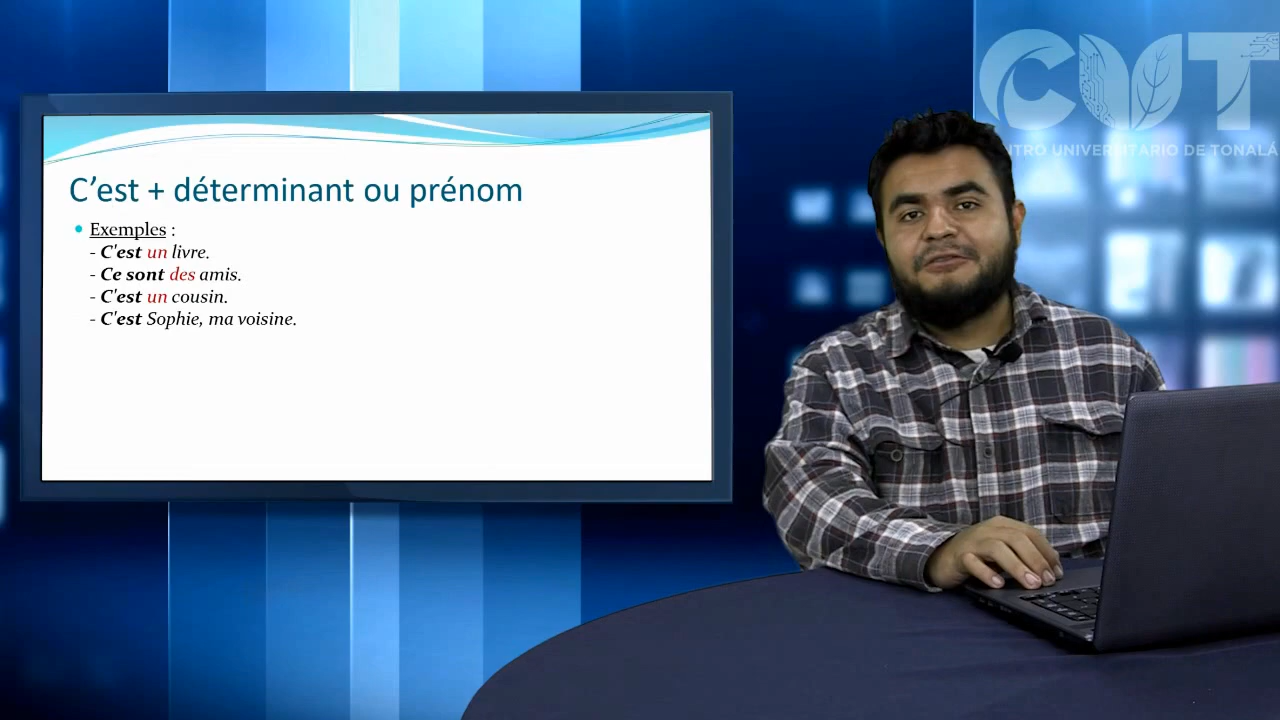 CUT
CENTRO UNIVERSITARIO DE TONALÁ
C'est + déterminant ou prénom
Exemples :
- C'est un livre.
- Ce sont des amis.
- C'est un cousin.
- C'est Sophie, ma voisine.